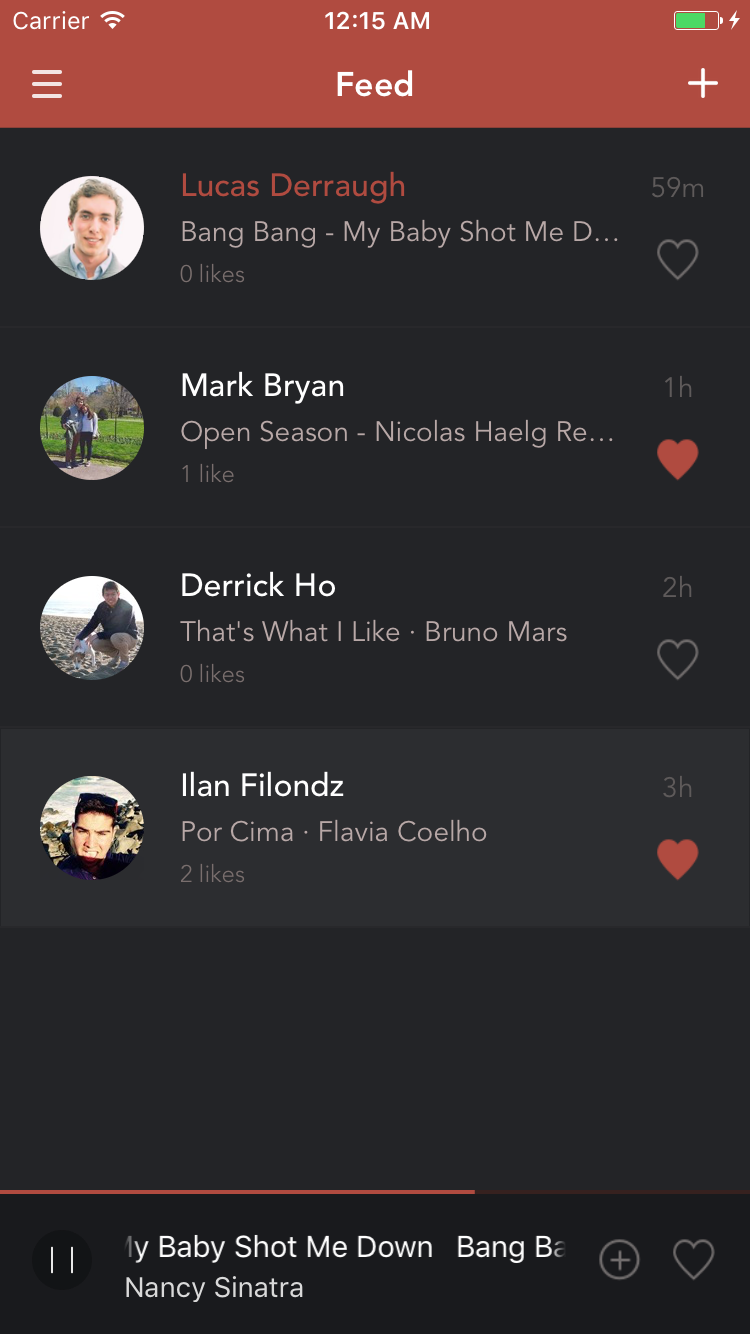 Carrier 12:15 AM
Feed
Lucas Derraugh 59m
Bang Bang - My Baby Shot Me D…
0 likes
Mark Bryan 1h
Open Season - Nicolas Haelg Re…
1 like
Derrick Ho 2h
That's What I Like · Bruno Mars
0 likes
Ilan Filondz 3h
Por Cima · Flavia Coelho
2 likes
My Baby Shot Me Down Bang Ba
Nancy Sinatra